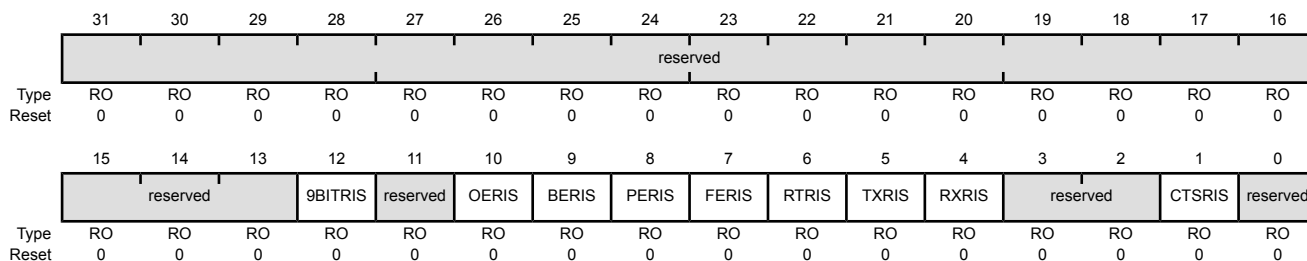 31 30 29 28 27 26 25 24 23 22 21 20 19 18 17 16
reserved
Type RO RO RO RO RO RO RO RO RO RO RO RO RO RO RO RO
Reset 0 0 0 0 0 0 0 0 0 0 0 0 0 0 0 0
15 14 13 12 11 10 9 8 7 6 5 4 3 2 1 0
reserved 9BITRIS reserved OERIS BERIS PERIS FERIS RTRIS TXRIS RXRIS reserved CTSRIS reserved
Type RO RO RO RO RO RO RO RO RO RO RO RO RO RO RO RO
Reset 0 0 0 0 0 0 0 0 0 0 0 0 0 0 0 0